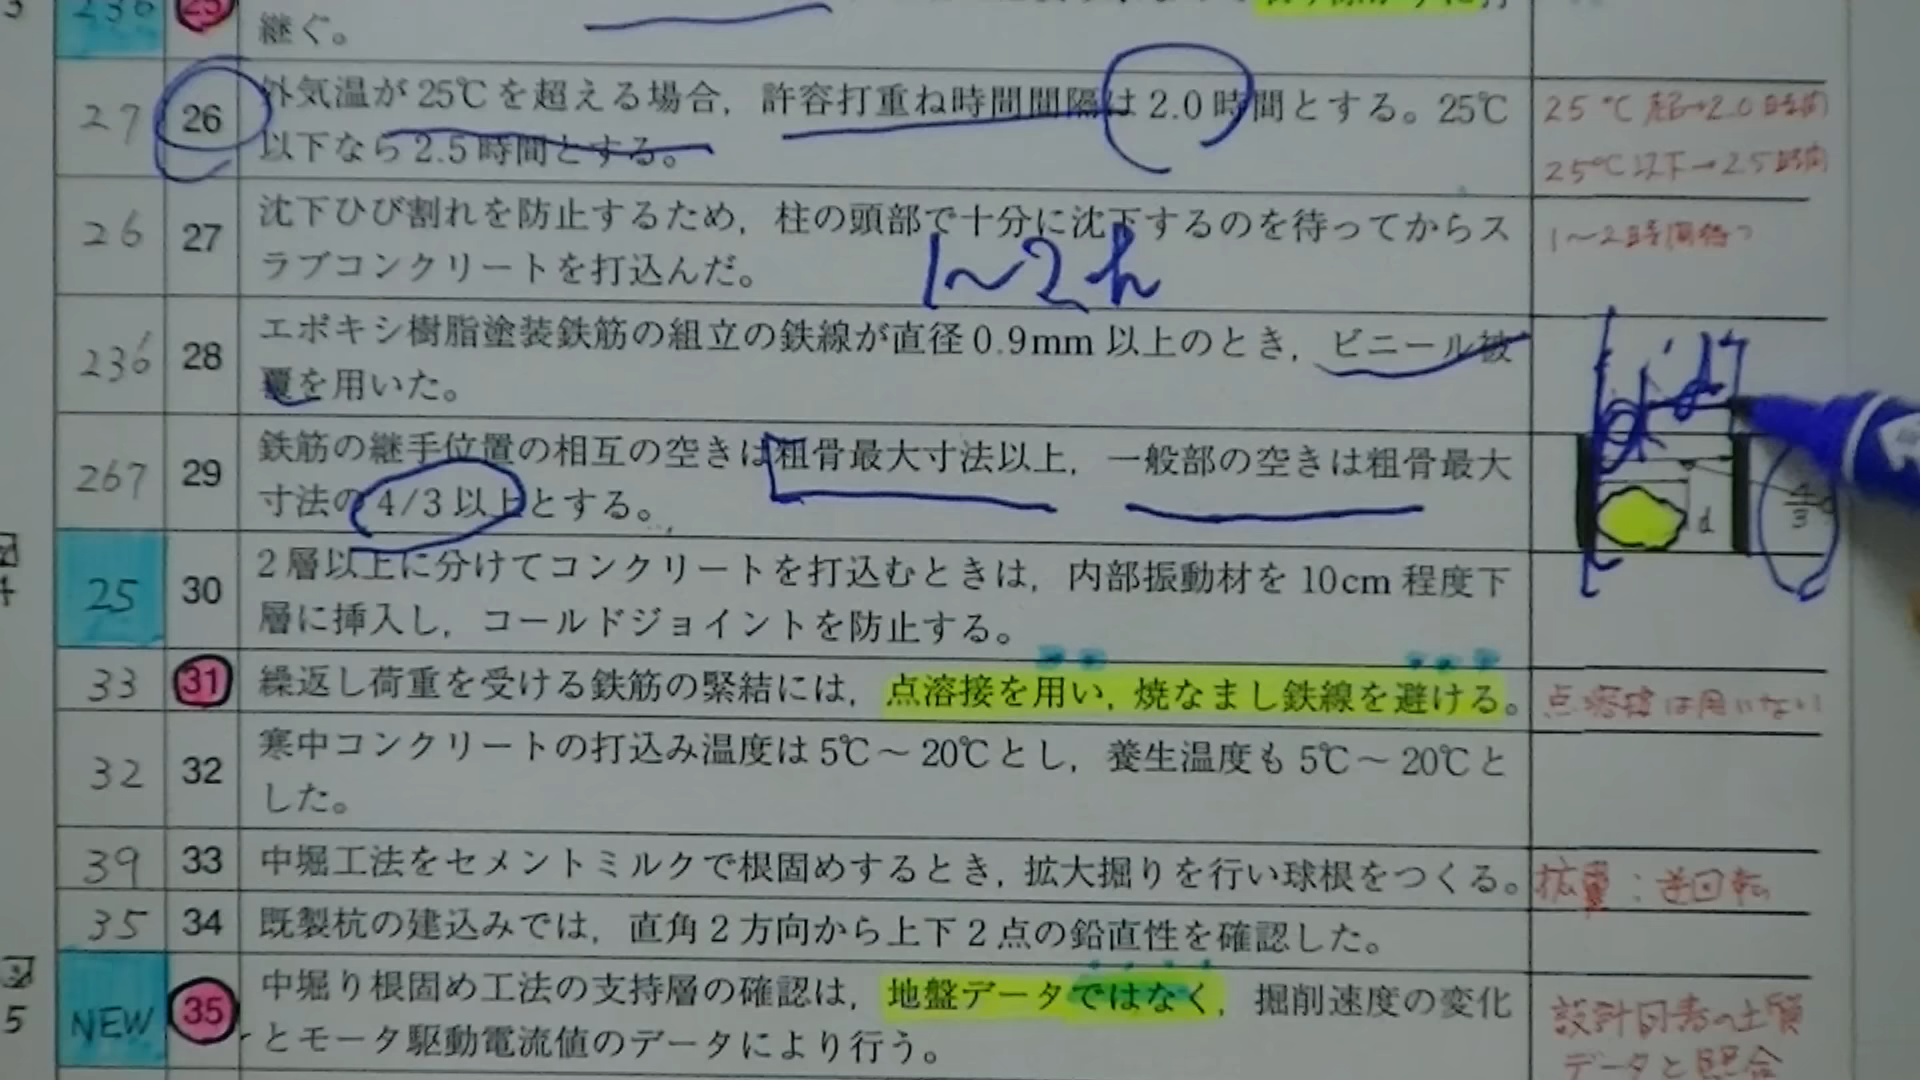 236 25
継ぐ。
27 26 外気温が25℃を超える場合，許容打重ね時間間隔は2.0時間とする。25℃ 25℃超→2.0時間
以下なら2.5時間とする。 25℃以下→2.5時間
26 27 沈下ひび割れを防止するため，柱の頭部で十分に沈下するのを待ってからス 1〜2時間待つ
ラブコンクリートを打込んだ。 1〜2h
236 28 エポキシ樹脂塗装鉄筋の組立の鉄線が直径0.9mm以上のとき，ビニール被
覆を用いた。
267 29 鉄筋の継手位置の相互の空きは粗骨最大寸法以上，一般部の空きは粗骨最大
寸法の4/3以上とする。 d 4/3
25 30 2層以上に分けてコンクリートを打込むときは，内部振動材を10cm程度下
層に挿入し，コールドジョイントを防止する。
33 31 繰返し荷重を受ける鉄筋の緊結には，点溶接を用い，焼なまし鉄線を避ける。 点溶接は用いない
32 32 寒中コンクリートの打込み温度は5℃〜20℃とし，養生温度も5℃〜20℃と
した。
39 33 中堀工法をセメントミルクで根固めするとき，拡大掘りを行い球根をつくる。 拡翼：逆回転
35 34 既製杭の建込みでは，直角2方向から上下2点の鉛直性を確認した。
NEW 35 中堀り根固め工法の支持層の確認は，地盤データではなく，掘削速度の変化 設計図書の土質
5 とモータ駆動電流値のデータにより行う。 データと照合